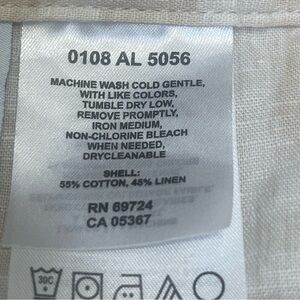 0108 AL 5056
MACHINE WASH COLD GENTLE,
WITH LIKE COLORS,
TUMBLE DRY LOW,
REMOVE PROMPTLY,
IRON MEDIUM,
NON-CHLORINE BLEACH
WHEN NEEDED,
DRYCLEANABLE
SHELL:
55% COTTON, 45% LINEN
RN 69724
CA 05367
30C